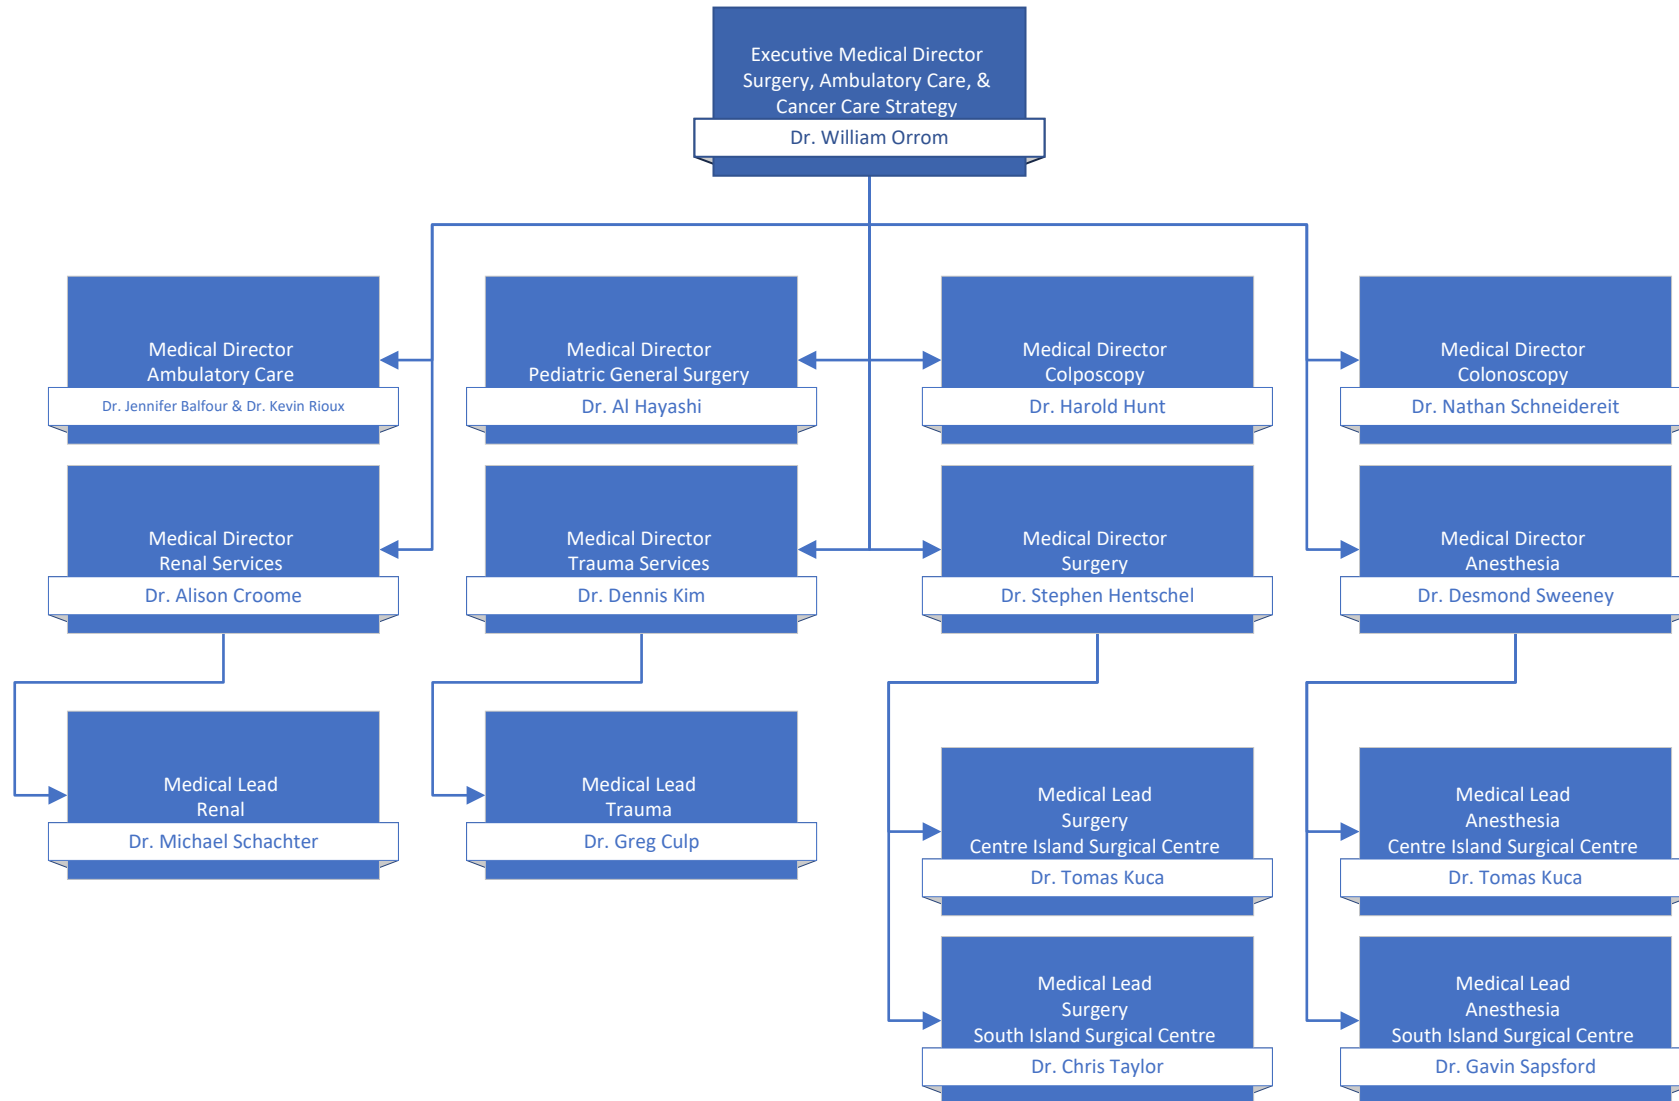 Executive Medical Director
Surgery, Ambulatory Care, &
Cancer Care Strategy
Dr. William Orrom
Medical Director
Ambulatory Care
Dr. Jennifer Balfour & Dr. Kevin Rioux
Medical Director
Pediatric General Surgery
Dr. Al Hayashi
Medical Director
Colposcopy
Dr. Harold Hunt
Medical Director
Colonoscopy
Dr. Nathan Schneidereit
Medical Director
Renal Services
Dr. Alison Croome
Medical Director
Trauma Services
Dr. Dennis Kim
Medical Director
Surgery
Dr. Stephen Hentschel
Medical Director
Anesthesia
Dr. Desmond Sweeney
Medical Lead
Renal
Dr. Michael Schachter
Medical Lead
Trauma
Dr. Greg Culp
Medical Lead
Surgery
Centre Island Surgical Centre
Dr. Tomas Kuca
Medical Lead
Anesthesia
Centre Island Surgical Centre
Dr. Tomas Kuca
Medical Lead
Surgery
South Island Surgical Centre
Dr. Chris Taylor
Medical Lead
Anesthesia
South Island Surgical Centre
Dr. Gavin Sapsford